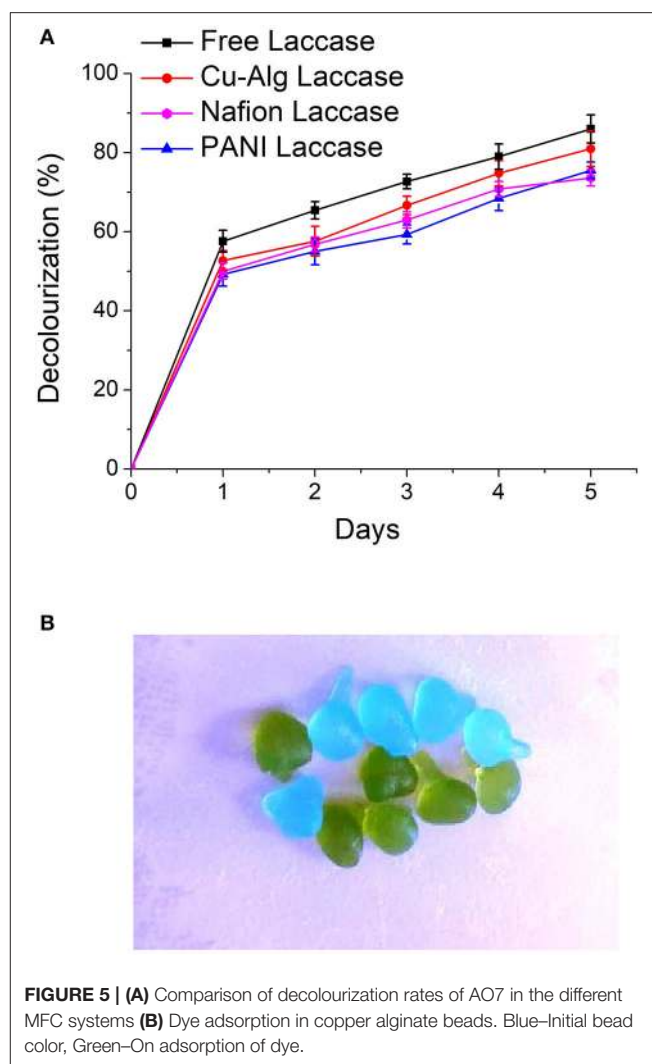 A
Free Laccase
Cu-Alg Laccase
Nafion Laccase
PANI Laccase
100
80
60
40
20
0
Decolourization (%)
0 1 2 3 4 5
Days
B
FIGURE 5 | (A) Comparison of decolourization rates of AO7 in the different
MFC systems (B) Dye adsorption in copper alginate beads. Blue–Initial bead
color, Green–On adsorption of dye.